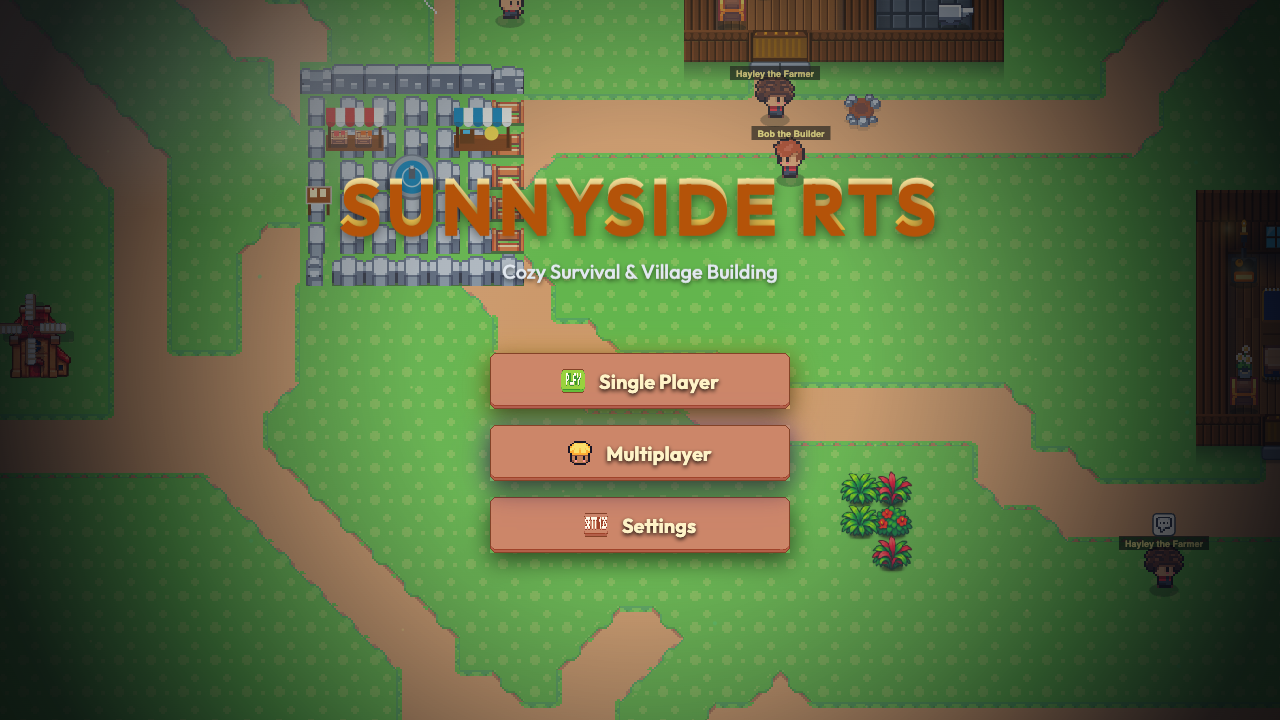 Hayley the Farmer
Bob the Builder
SUNNYSIDE RTS
Cozy Survival & Village Building
Single Player
Multiplayer
Settings
Hayley the Farmer